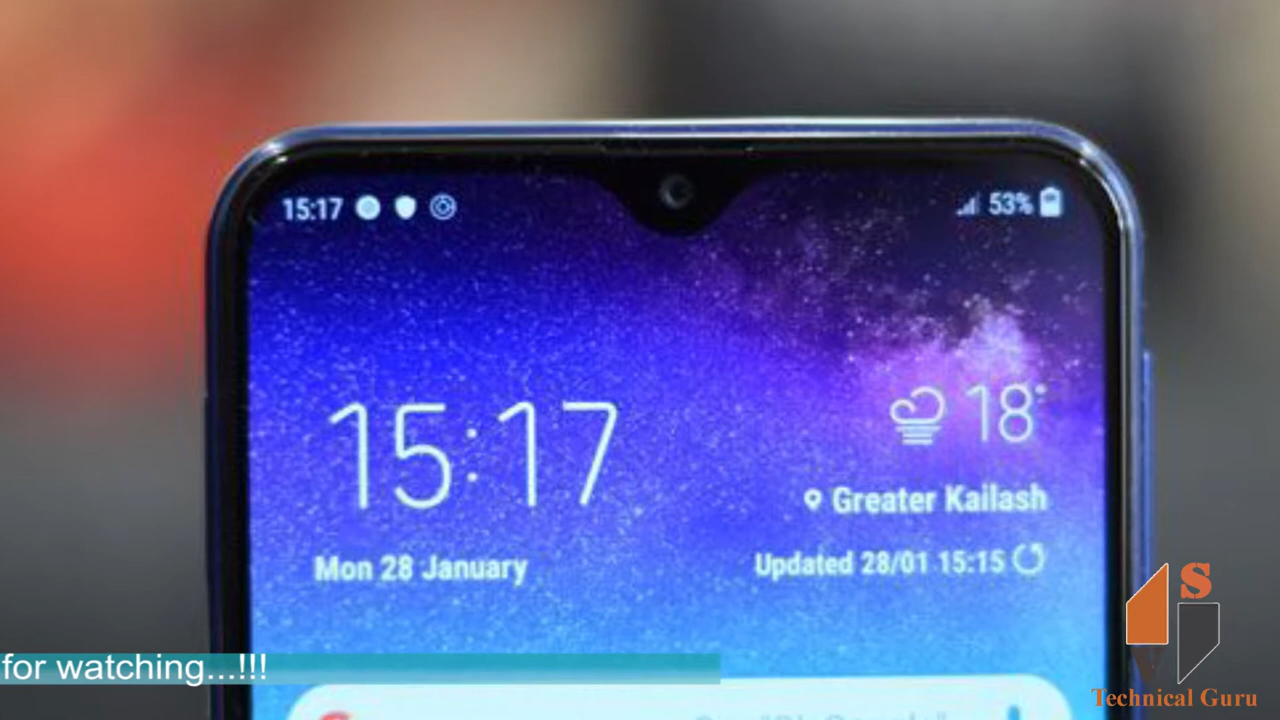 15:17
53%
15:17
18°
Greater Kailash
Mon 28 January
Updated 28/01 15:15
for watching...!!!
S
V
Technical Guru